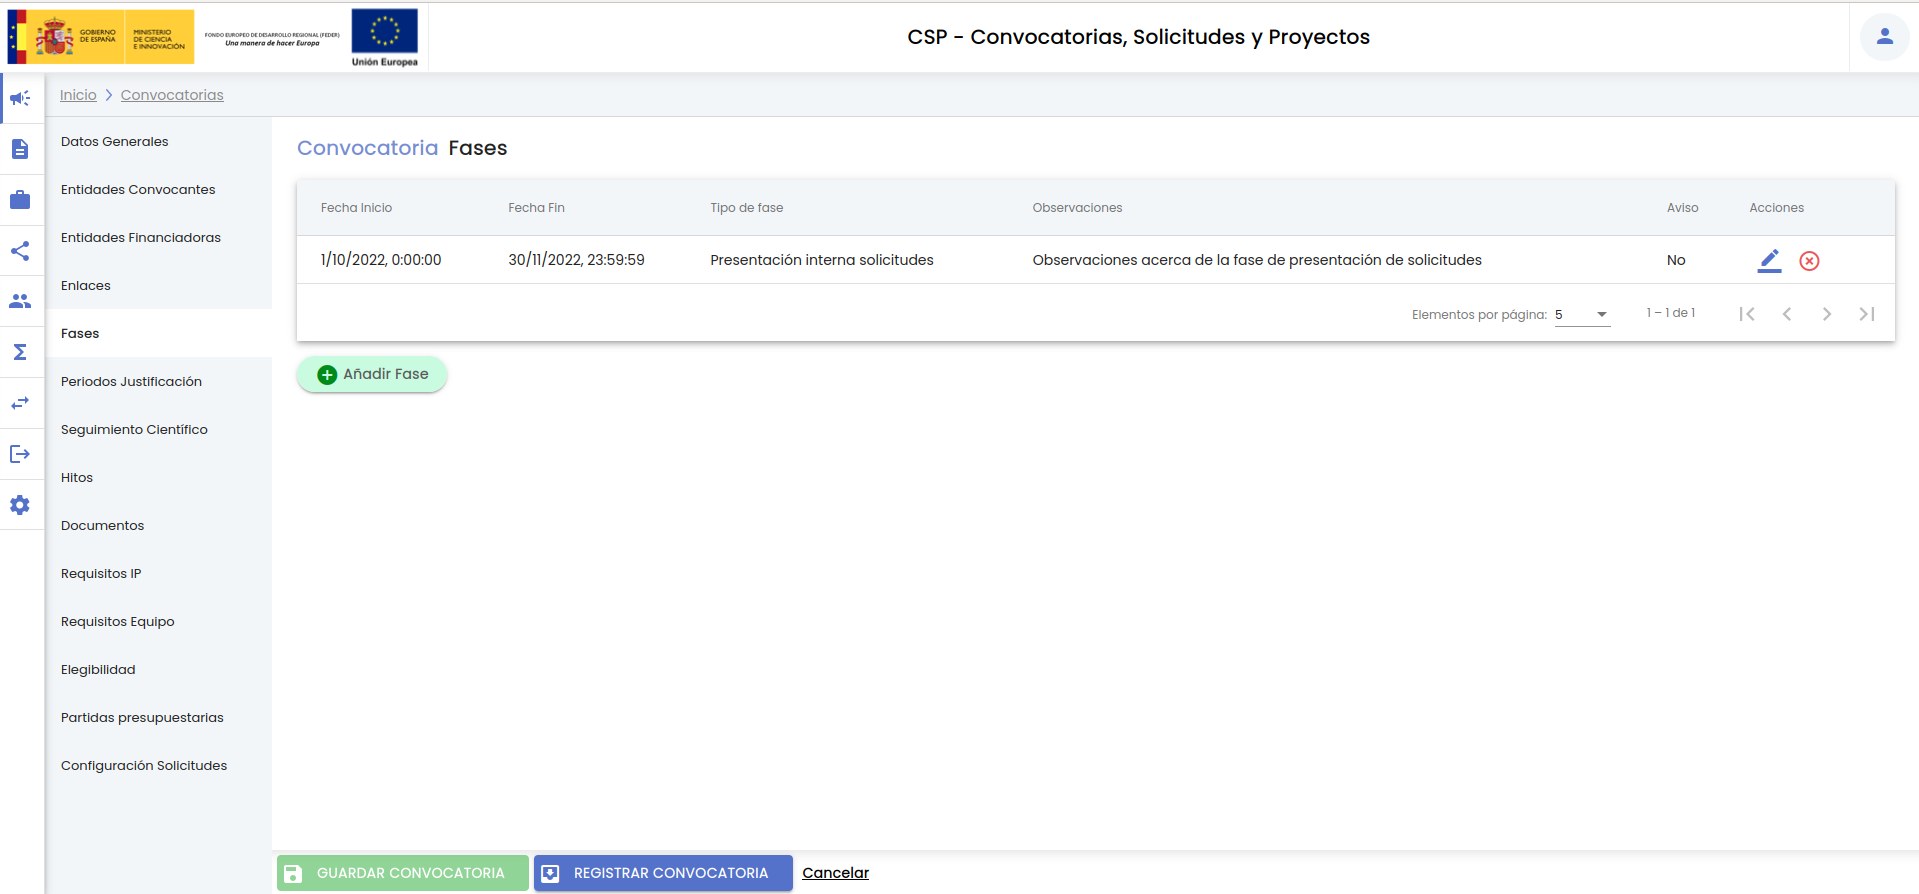 GOBIERNO
DE ESPAÑA
MINISTERIO
DE CIENCIA
E INNOVACIÓN
FONDO EUROPEO DE DESARROLLO REGIONAL (FEDER)
Una manera de hacer Europa
Unión Europea
CSP - Convocatorias, Solicitudes y Proyectos
Inicio Convocatorias
Datos Generales
Entidades Convocantes
Entidades Financiadoras
Enlaces
Fases
Periodos Justificación
Seguimiento Científico
Hitos
Documentos
Requisitos IP
Requisitos Equipo
Elegibilidad
Partidas presupuestarias
Configuración Solicitudes
Convocatoria Fases
Fecha Inicio Fecha Fin Tipo de fase Observaciones Aviso Acciones
1/10/2022, 0:00:00 30/11/2022, 23:59:59 Presentación interna solicitudes Observaciones acerca de la fase de presentación de solicitudes No
Elementos por página: 5 1 – 1 de 1
Añadir Fase
GUARDAR CONVOCATORIA REGISTRAR CONVOCATORIA Cancelar